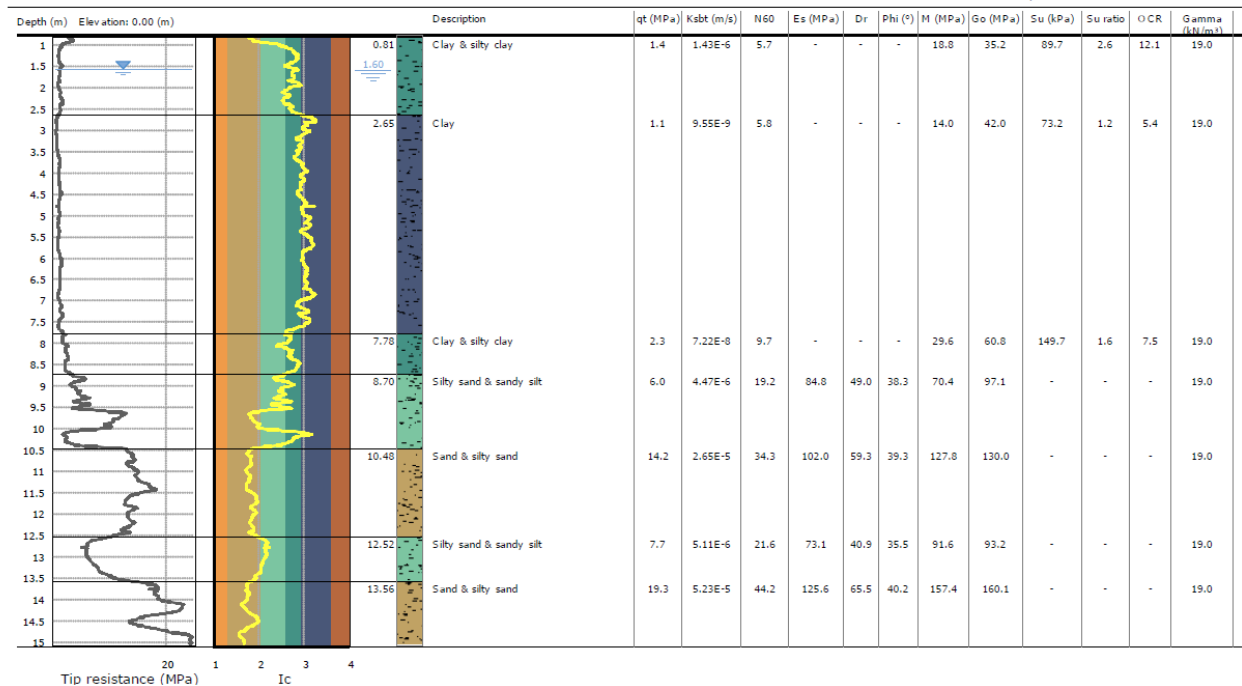 Depth (m) Elevation: 0.00 (m) Description qt (MPa) Ksbt (m/s) N60 Es (MPa) Dr Phi (º) M (MPa) Go (MPa) Su (kPa) Su ratio OCR Gamma (kN/m³)
1 0.81 Clay & silty clay 1.4 1.43E-6 5.7 - - - 18.8 35.2 89.7 2.6 12.1 19.0
1.5 1.60
2
2.5
2.65 Clay 1.1 9.55E-9 5.8 - - - 14.0 42.0 73.2 1.2 5.4 19.0
3
3.5
4
4.5
5
5.5
6
6.5
7
7.5
8 7.78 Clay & silty clay 2.3 7.22E-8 9.7 - - - 29.6 60.8 149.7 1.6 7.5 19.0
8.5
9 8.70 Silty sand & sandy silt 6.0 4.47E-6 19.2 84.8 49.0 38.3 70.4 97.1 - - - 19.0
9.5
10
10.5 10.48 Sand & silty sand 14.2 2.65E-5 34.3 102.0 59.3 39.3 127.8 130.0 - - - 19.0
11
11.5
12
12.5 12.52 Silty sand & sandy silt 7.7 5.11E-6 21.6 73.1 40.9 35.5 91.6 93.2 - - - 19.0
13
13.5 13.56 Sand & silty sand 19.3 5.23E-5 44.2 125.6 65.5 40.2 157.4 160.1 - - - 19.0
14
14.5
15
20 1 2 3 4
Tip resistance (MPa) Ic